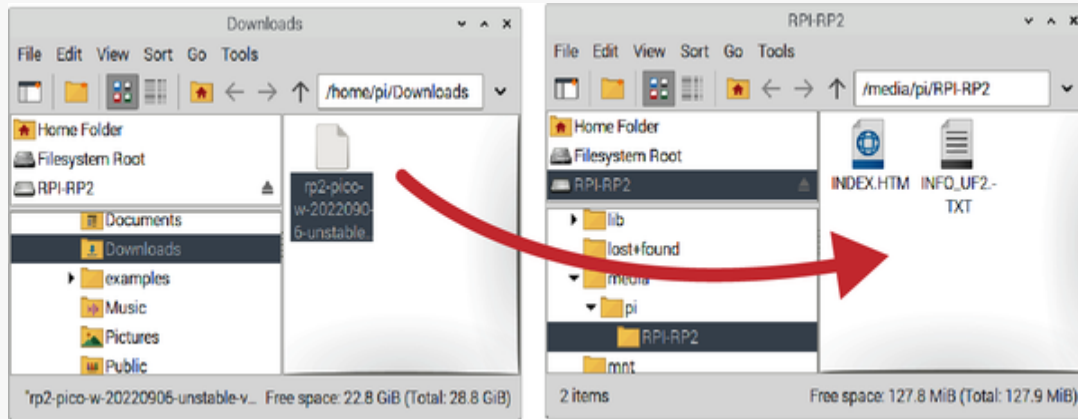 Downloads
File Edit View Sort Go Tools
/home/pi/Downloads
Home Folder
Filesystem Root
RPI-RP2
Documents
Downloads
examples
Music
Pictures
Public
rp2-pico-
w-2022090-
6-unstable...
"rp2-pico-w-20220906-unstable-v... Free space: 22.8 GiB (Total: 28.8 GiB)
RPI-RP2
File Edit View Sort Go Tools
/media/pi/RPI-RP2
Home Folder
Filesystem Root
RPI-RP2
lib
lost+found
media
pi
RPI-RP2
mnt
INDEX.HTM INFO_UF2.-
TXT
2 items Free space: 127.8 MiB (Total: 127.9 MiB)